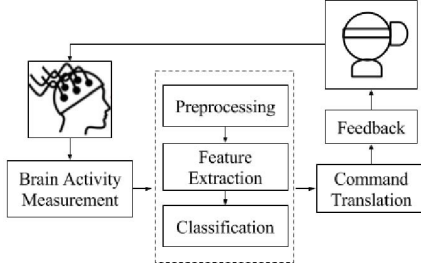 Preprocessing
Feedback
Feature
Extraction
Brain Activity
Measurement
Command
Translation
Classification